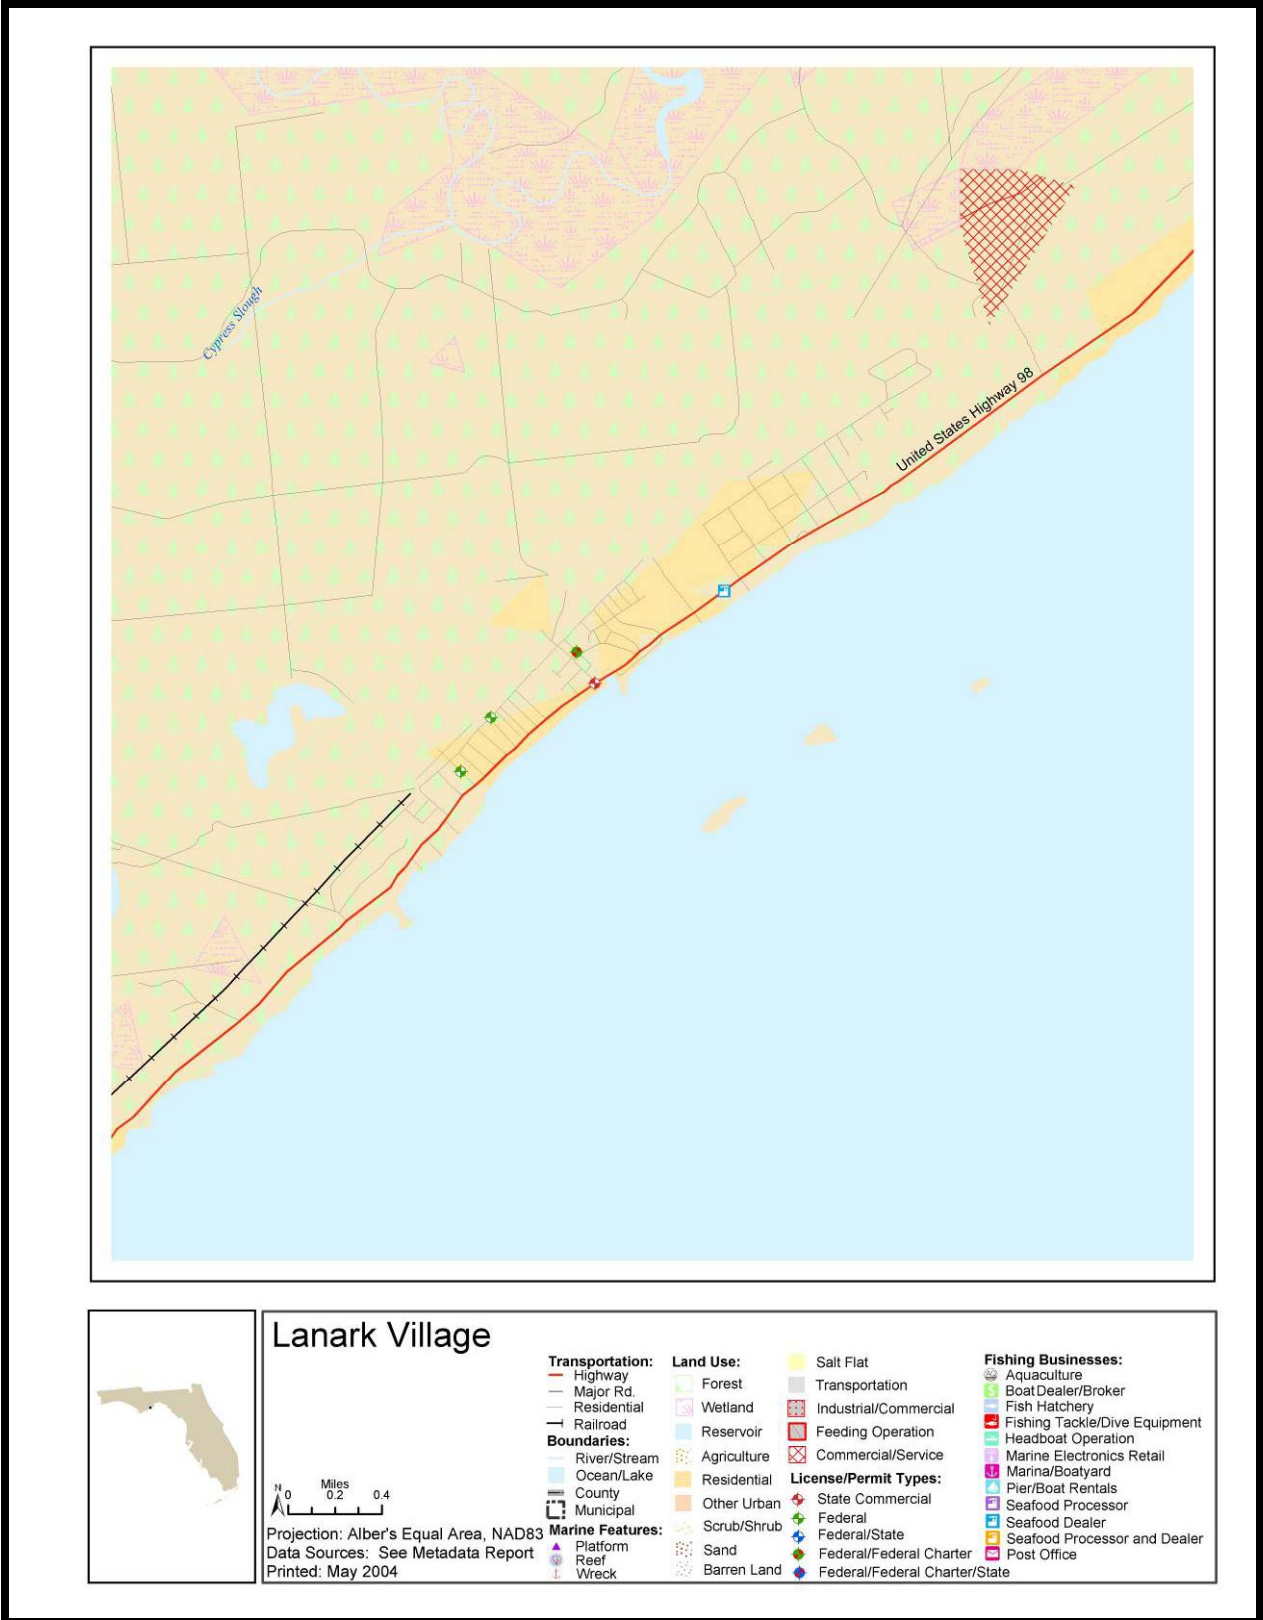 Cypress Slough
United States Highway 98
Lanark Village
N
Miles
0 0.2 0.4
Projection: Alber's Equal Area, NAD83
Data Sources: See Metadata Report
Printed: May 2004
Transportation:
Highway
Major Rd.
Residential
Railroad
Boundaries:
River/Stream
Ocean/Lake
County
Municipal
Marine Features:
Platform
Reef
Wreck
Land Use:
Forest
Wetland
Reservoir
Agriculture
Residential
Other Urban
Scrub/Shrub
Sand
Barren Land
Salt Flat
Transportation
Industrial/Commercial
Feeding Operation
Commercial/Service
License/Permit Types:
State Commercial
Federal
Federal/State
Federal/Federal Charter
Federal/Federal Charter/State
Fishing Businesses:
Aquaculture
Boat Dealer/Broker
Fish Hatchery
Fishing Tackle/Dive Equipment
Headboat Operation
Marine Electronics Retail
Marina/Boatyard
Pier/Boat Rentals
Seafood Processor
Seafood Dealer
Seafood Processor and Dealer
Post Office